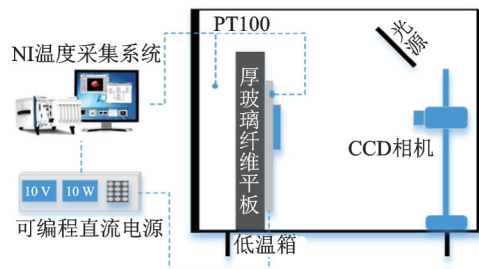 PT100
光源
NI温度采集系统
厚玻璃纤维平板
CCD相机
10 V
10 W
可编程直流电源
低温箱